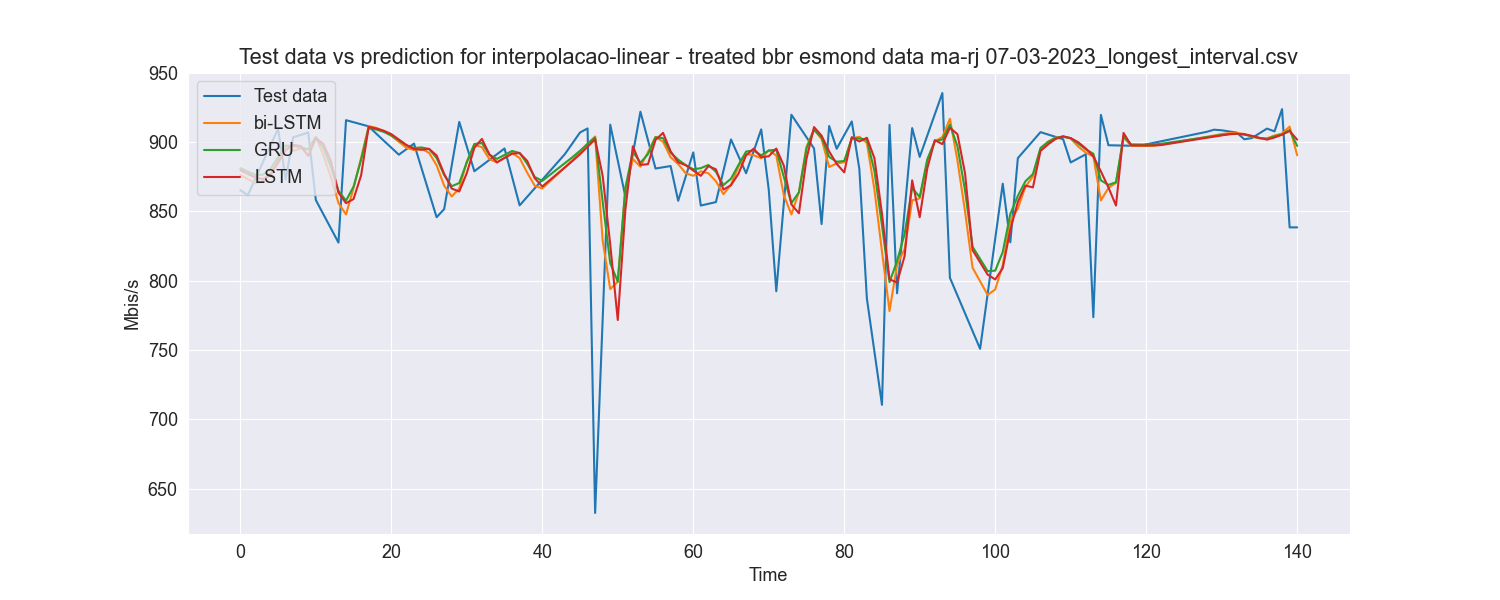 Test data vs prediction for interpolacao-linear - treated bbr esmond data ma-rj 07-03-2023_longest_interval.csv
950
900
850
800
750
700
650
Mbis/s
Test data
bi-LSTM
GRU
LSTM
0 20 40 60 80 100 120 140
Time